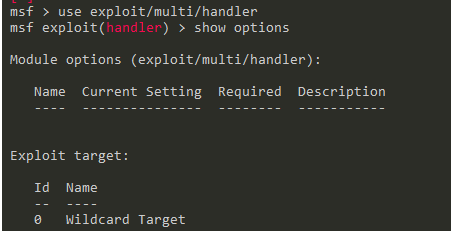 msf > use exploit/multi/handler
msf exploit(handler) > show options
Module options (exploit/multi/handler):
Name  Current Setting  Required  Description
----  ---------------  --------  -----------
Exploit target:
Id  Name
--  ----
0   Wildcard Target